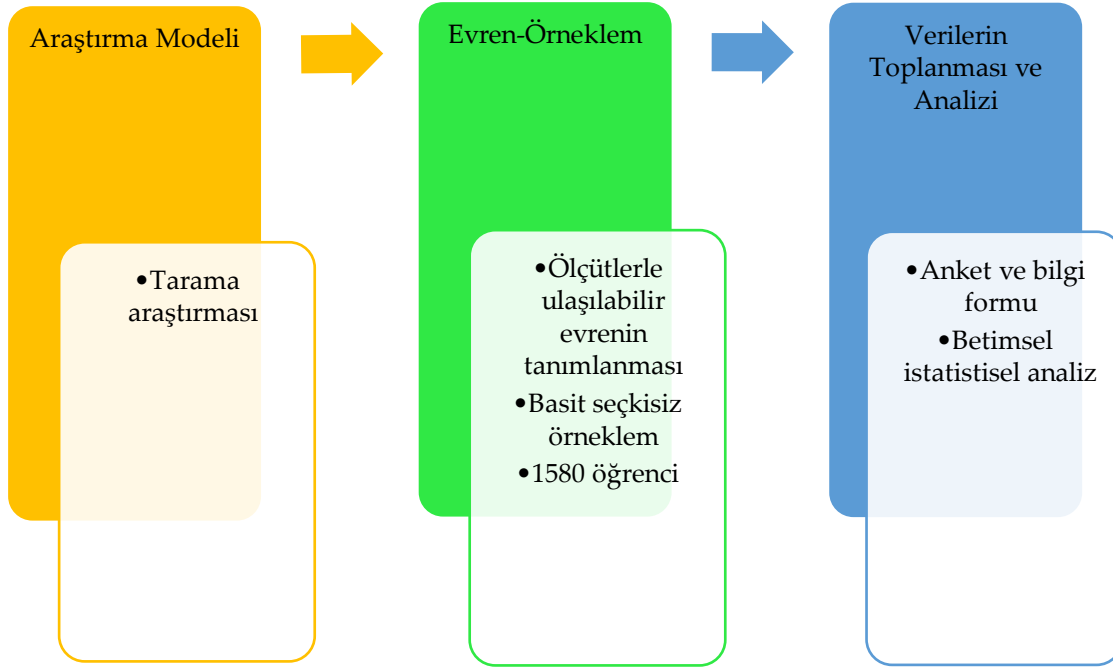 Araştırma Modeli
•Tarama
araştırması
Evren-Örneklem
•Ölçütlerle
ulaşılabilir
evrenin
tanımlanması
•Basit seçkisiz
örneklem
•1580 öğrenci
Verilerin
Toplanması ve
Analizi
•Anket ve bilgi
formu
•Betimsel
istatistisel analiz